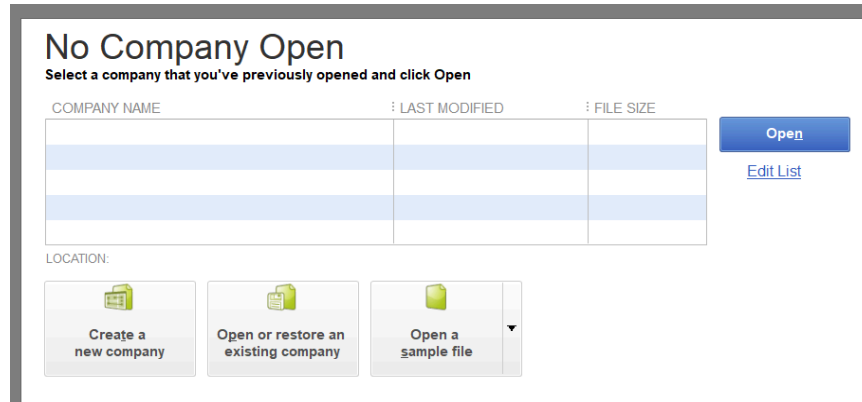 No Company Open
Select a company that you've previously opened and click Open
COMPANY NAME LAST MODIFIED FILE SIZE
Open
Edit List
LOCATION:
Create a
new company
Open or restore an
existing company
Open a
sample file